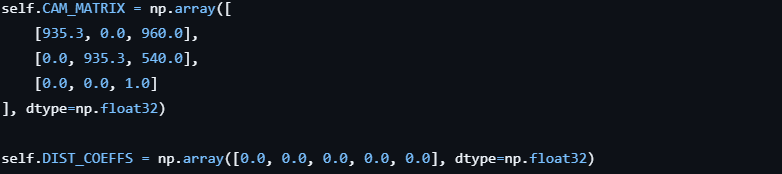 self.CAM_MATRIX = np.array([
    [935.3, 0.0, 960.0],
    [0.0, 935.3, 540.0],
    [0.0, 0.0, 1.0]
], dtype=np.float32)

self.DIST_COEFFS = np.array([0.0, 0.0, 0.0, 0.0, 0.0], dtype=np.float32)